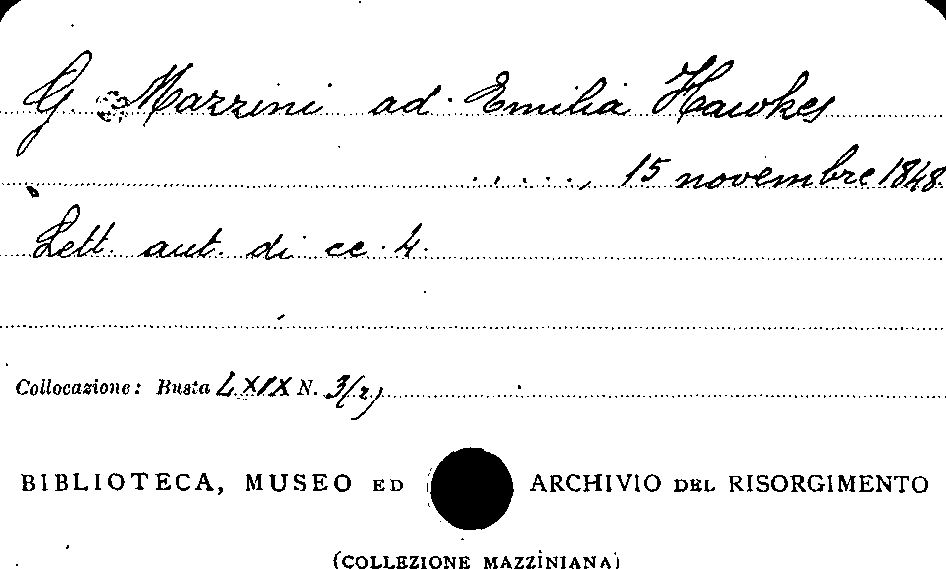 G. Mazzini ad Emilia Hawkes
....., 15 novembre 1848.
Lett. aut. di cc. 4.
Collocazione: Busta LXIX N. 3(2)
BIBLIOTECA, MUSEO ED ARCHIVIO DEL RISORGIMENTO
(COLLEZIONE MAZZINIANA)